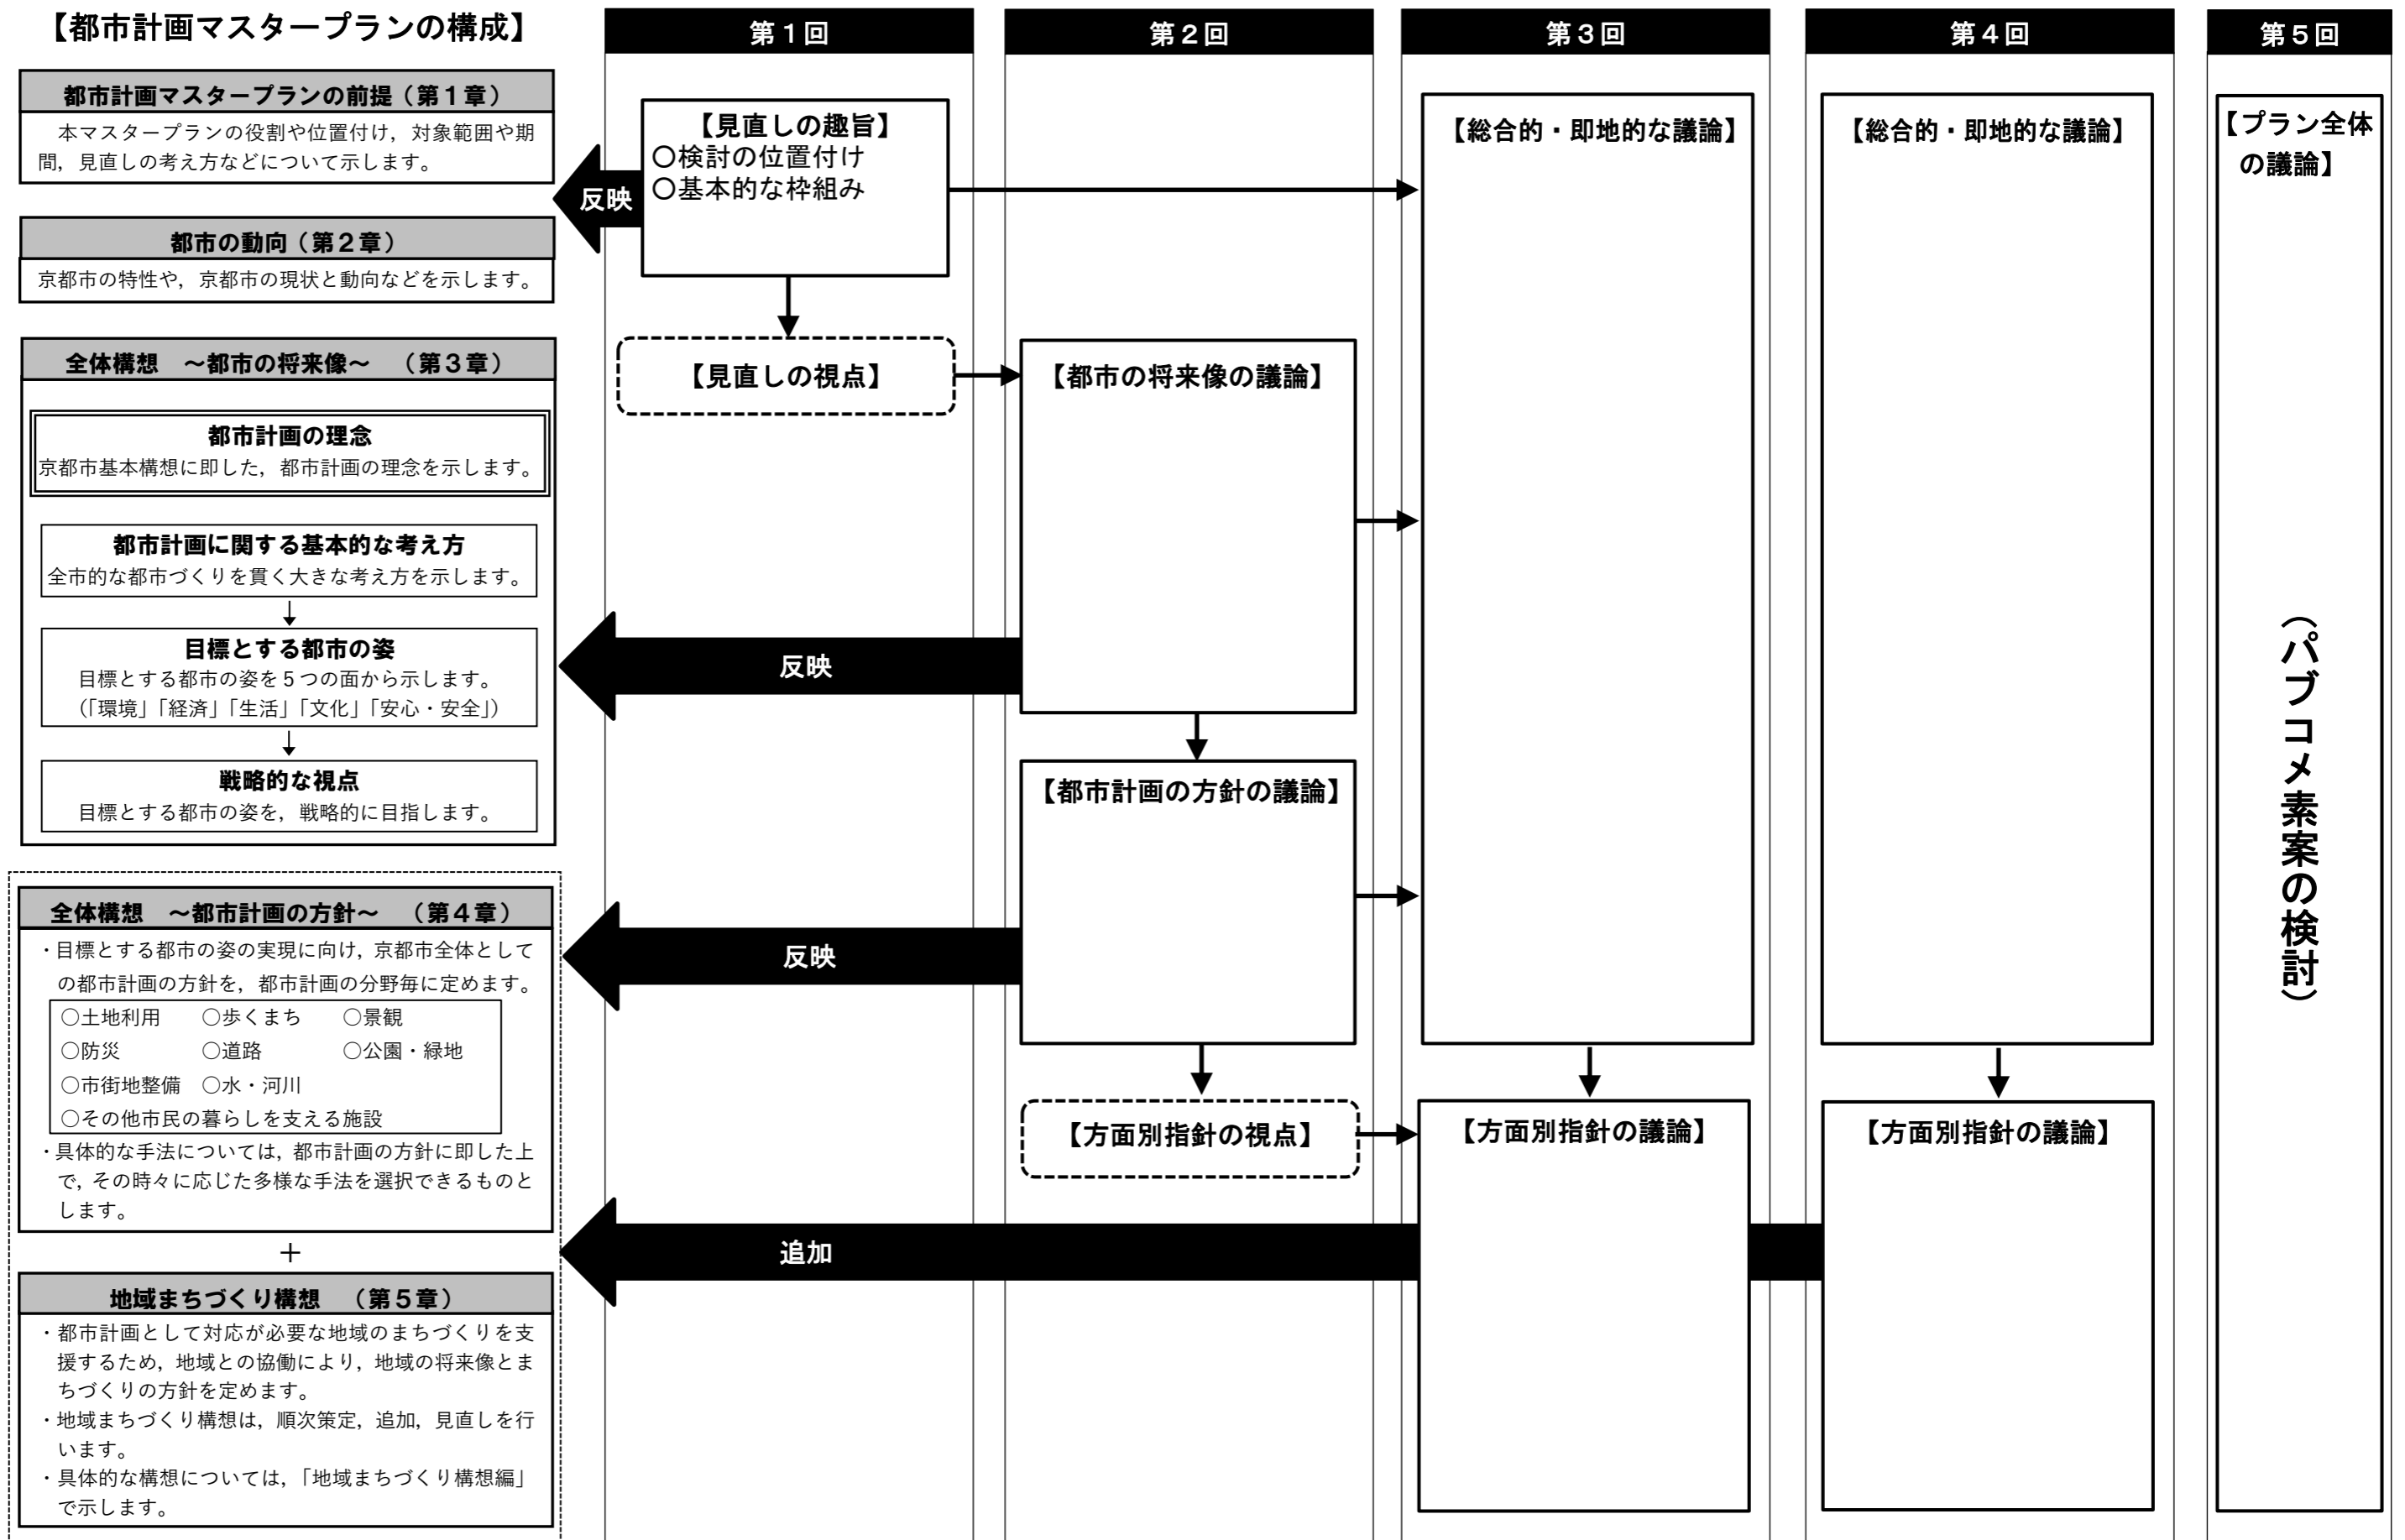 【都市計画マスタープランの構成】
都市計画マスタープランの前提（第１章）
本マスタープランの役割や位置付け，対象範囲や期
間，見直しの考え方などについて示します。
都市の動向（第２章）
京都市の特性や，京都市の現状と動向などを示します。
全体構想　～都市の将来像～　（第３章）
都市計画の理念
京都市基本構想に即した，都市計画の理念を示します。
都市計画に関する基本的な考え方
全市的な都市づくりを貫く大きな考え方を示します。
目標とする都市の姿
目標とする都市の姿を５つの面から示します。
（「環境」「経済」「生活」「文化」「安心・安全」）
戦略的な視点
目標とする都市の姿を，戦略的に目指します。
全体構想　～都市計画の方針～　（第４章）
・目標とする都市の姿の実現に向け，京都市全体として
の都市計画の方針を，都市計画の分野毎に定めます。
○土地利用　○歩くまち　○景観
○防災　○道路　○公園・緑地
○市街地整備　○水・河川
○その他市民の暮らしを支える施設
・具体的な手法については，都市計画の方針に即した上
で，その時々に応じた多様な手法を選択できるものと
します。
＋
地域まちづくり構想　（第５章）
・都市計画として対応が必要な地域のまちづくりを支
援するため，地域との協働により，地域の将来像とま
ちづくりの方針を定めます。
・地域まちづくり構想は，順次策定，追加，見直しを行
います。
・具体的な構想については，「地域まちづくり構想編」
で示します。
第１回
【見直しの趣旨】
○検討の位置付け
○基本的な枠組み
反映
【見直しの視点】
反映
反映
追加
第２回
【都市の将来像の議論】
【都市計画の方針の議論】
【方面別指針の視点】
第３回
【総合的・即地的な議論】
【方面別指針の議論】
第４回
【総合的・即地的な議論】
【方面別指針の議論】
第５回
【プラン全体
の議論】
（パブコメ素案の検討）